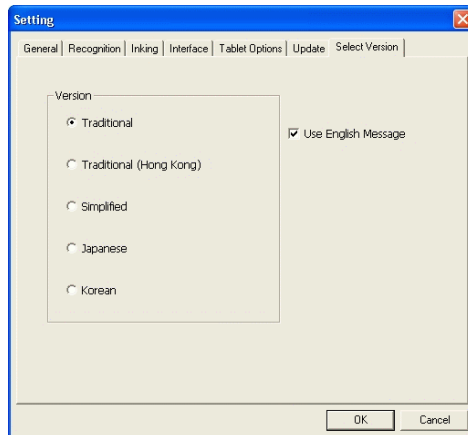 Setting
General Recognition Inking Interface Tablet Options Update Select Version
Version
Traditional
Use English Message
Traditional (Hong Kong)
Simplified
Japanese
Korean
OK Cancel